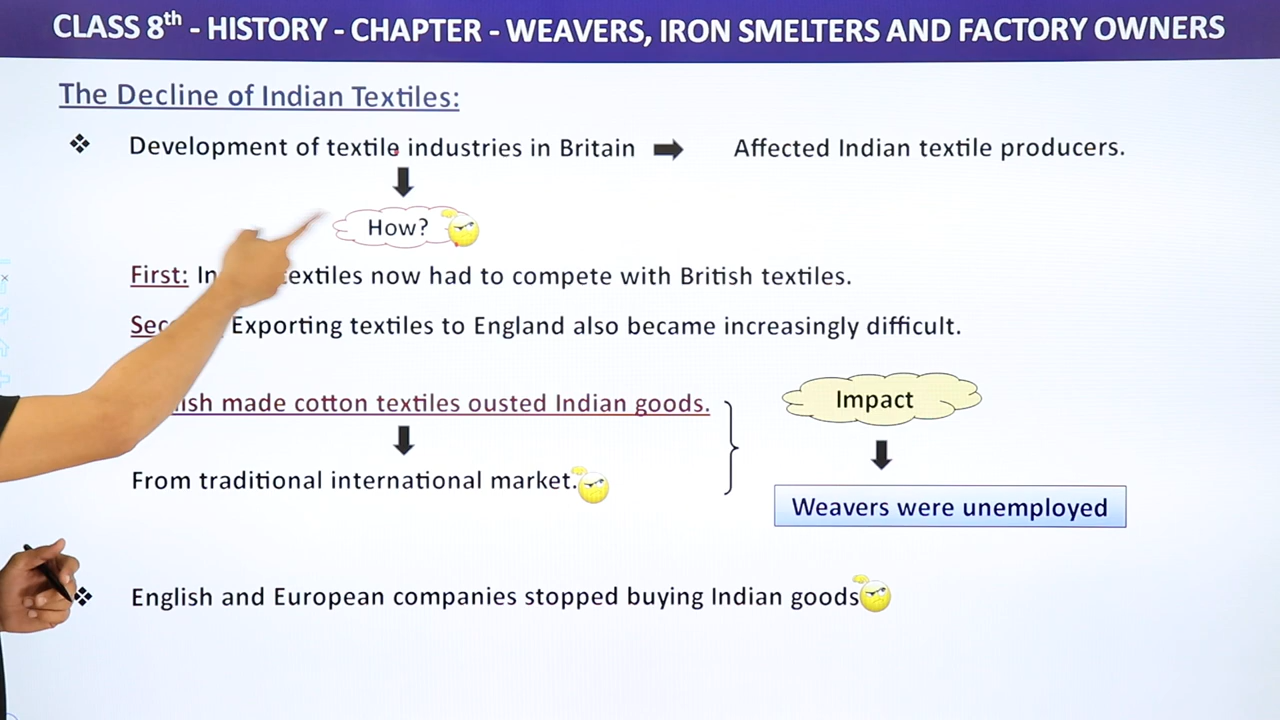 CLASS 8th - HISTORY - CHAPTER - WEAVERS, IRON SMELTERS AND FACTORY OWNERS
The Decline of Indian Textiles:
❖ Development of textile industries in Britain ➡ Affected Indian textile producers.
How?
First: textiles now had to compete with British textiles.
Exporting textiles to England also became increasingly difficult.
made cotton textiles ousted Indian goods.
Impact
From traditional international market.
Weavers were unemployed
❖ English and European companies stopped buying Indian goods